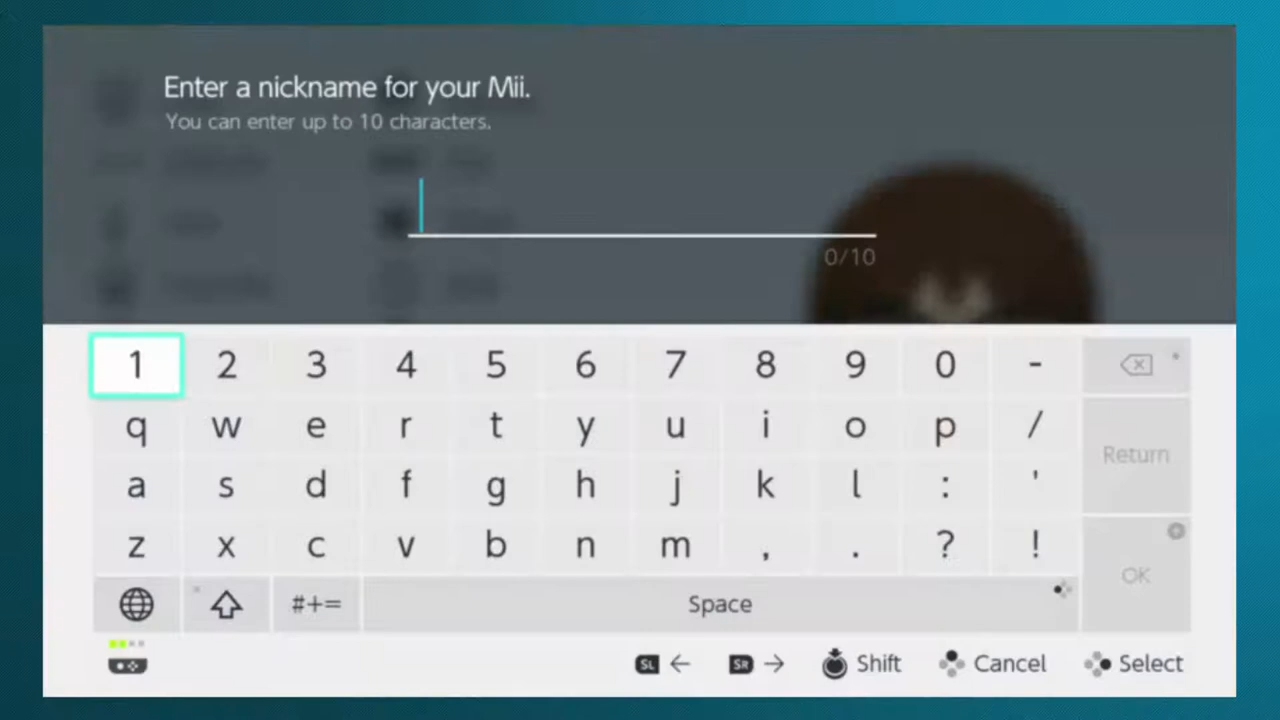 Enter a nickname for your Mii.
You can enter up to 10 characters.
0/10
1 2 3 4 5 6 7 8 9 0 -
q w e r t y u i o p /
Return
a s d f g h j k l : '
z x c v b n m , . ? !
OK
#+= Space
SL ← SR → Shift Cancel Select